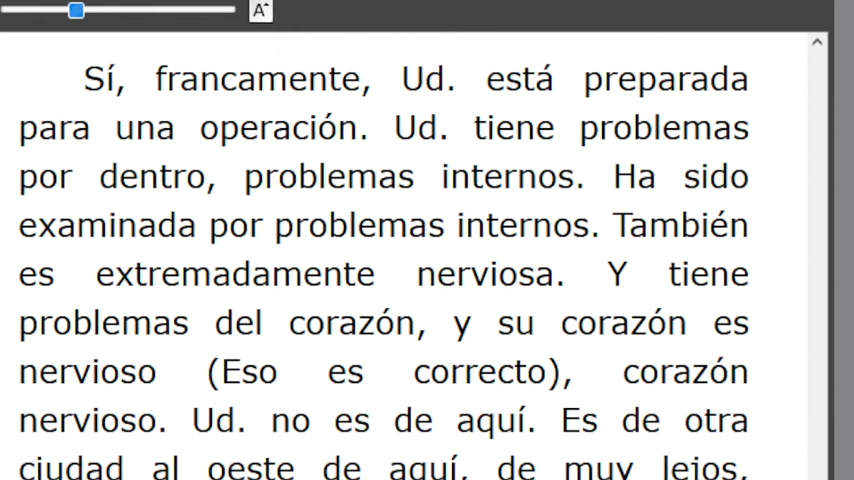 A
Sí, francamente, Ud. está preparada
para una operación. Ud. tiene problemas
por dentro, problemas internos. Ha sido
examinada por problemas internos. También
es extremadamente nerviosa. Y tiene
problemas del corazón, y su corazón es
nervioso (Eso es correcto), corazón
nervioso. Ud. no es de aquí. Es de otra
ciudad al oeste de aquí, de muy lejos,